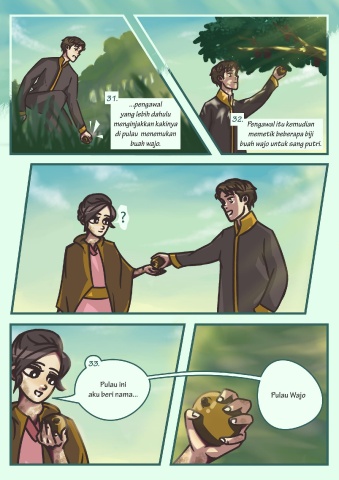 31.
...pengawal
yang lebih dahulu
menginjakkan kakinya
di pulau menemukan
buah wajo.
32.
Pengawal itu kemudian
memetik beberapa biji
buah wajo untuk sang putri.
?
33.
Pulau ini
aku beri nama...
Pulau Wajo